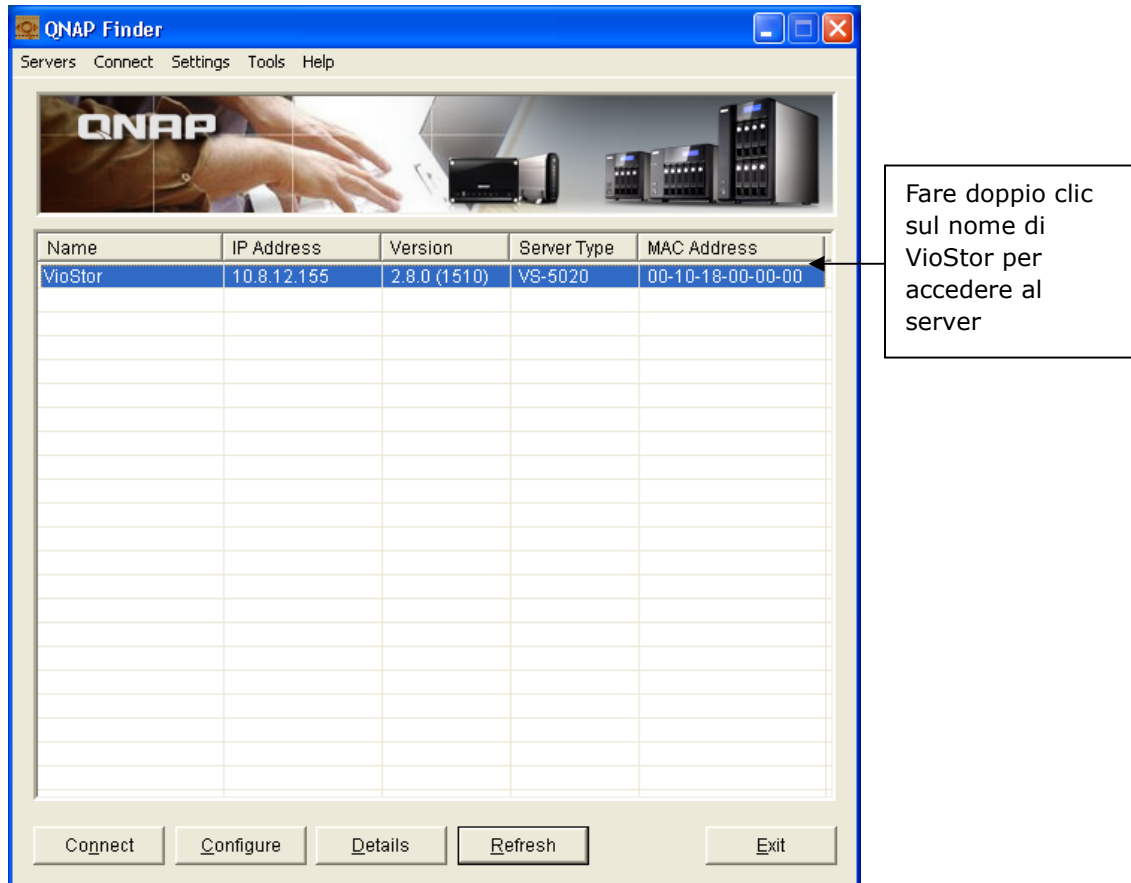 QNAP Finder
Servers Connect Settings Tools Help
QNAP
Name IP Address Version Server Type MAC Address
VioStor 10.8.12.155 2.8.0 (1510) VS-5020 00-10-18-00-00-00
Fare doppio clic
sul nome di
VioStor per
accedere al
server
Connect Configure Details Refresh Exit